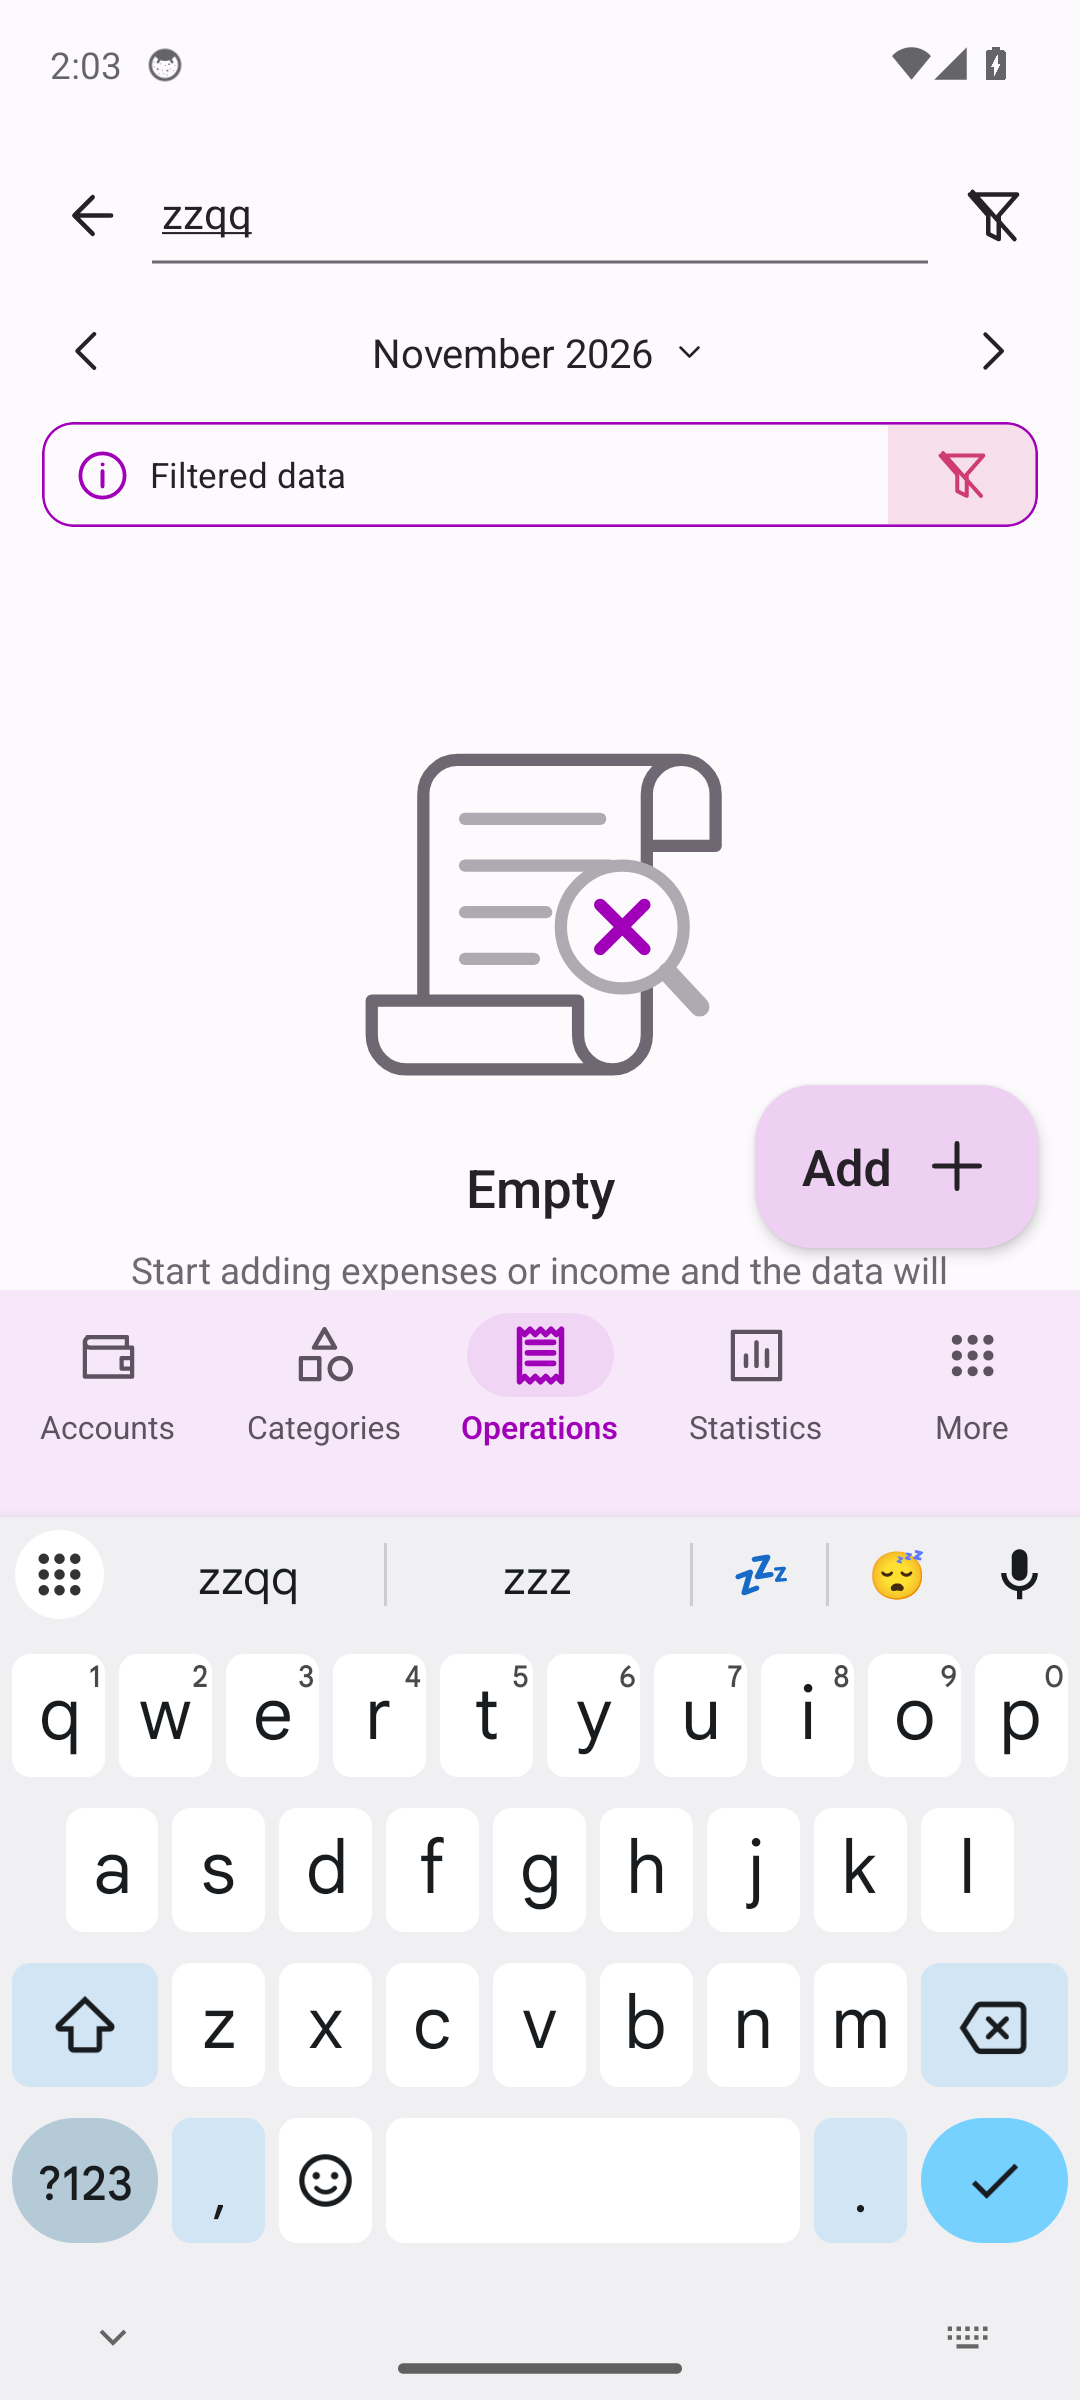 2:03
zzqq
November 2026
Filtered data
Empty
Add
Start adding expenses or income and the data will
Accounts
Categories
Operations
Statistics
More
zzqq
zzz
💤
😴
q 1
w 2
e 3
r 4
t 5
y 6
u 7
i 8
o 9
p 0
a s d f g h j k l
z x c v b n m
?123 , .